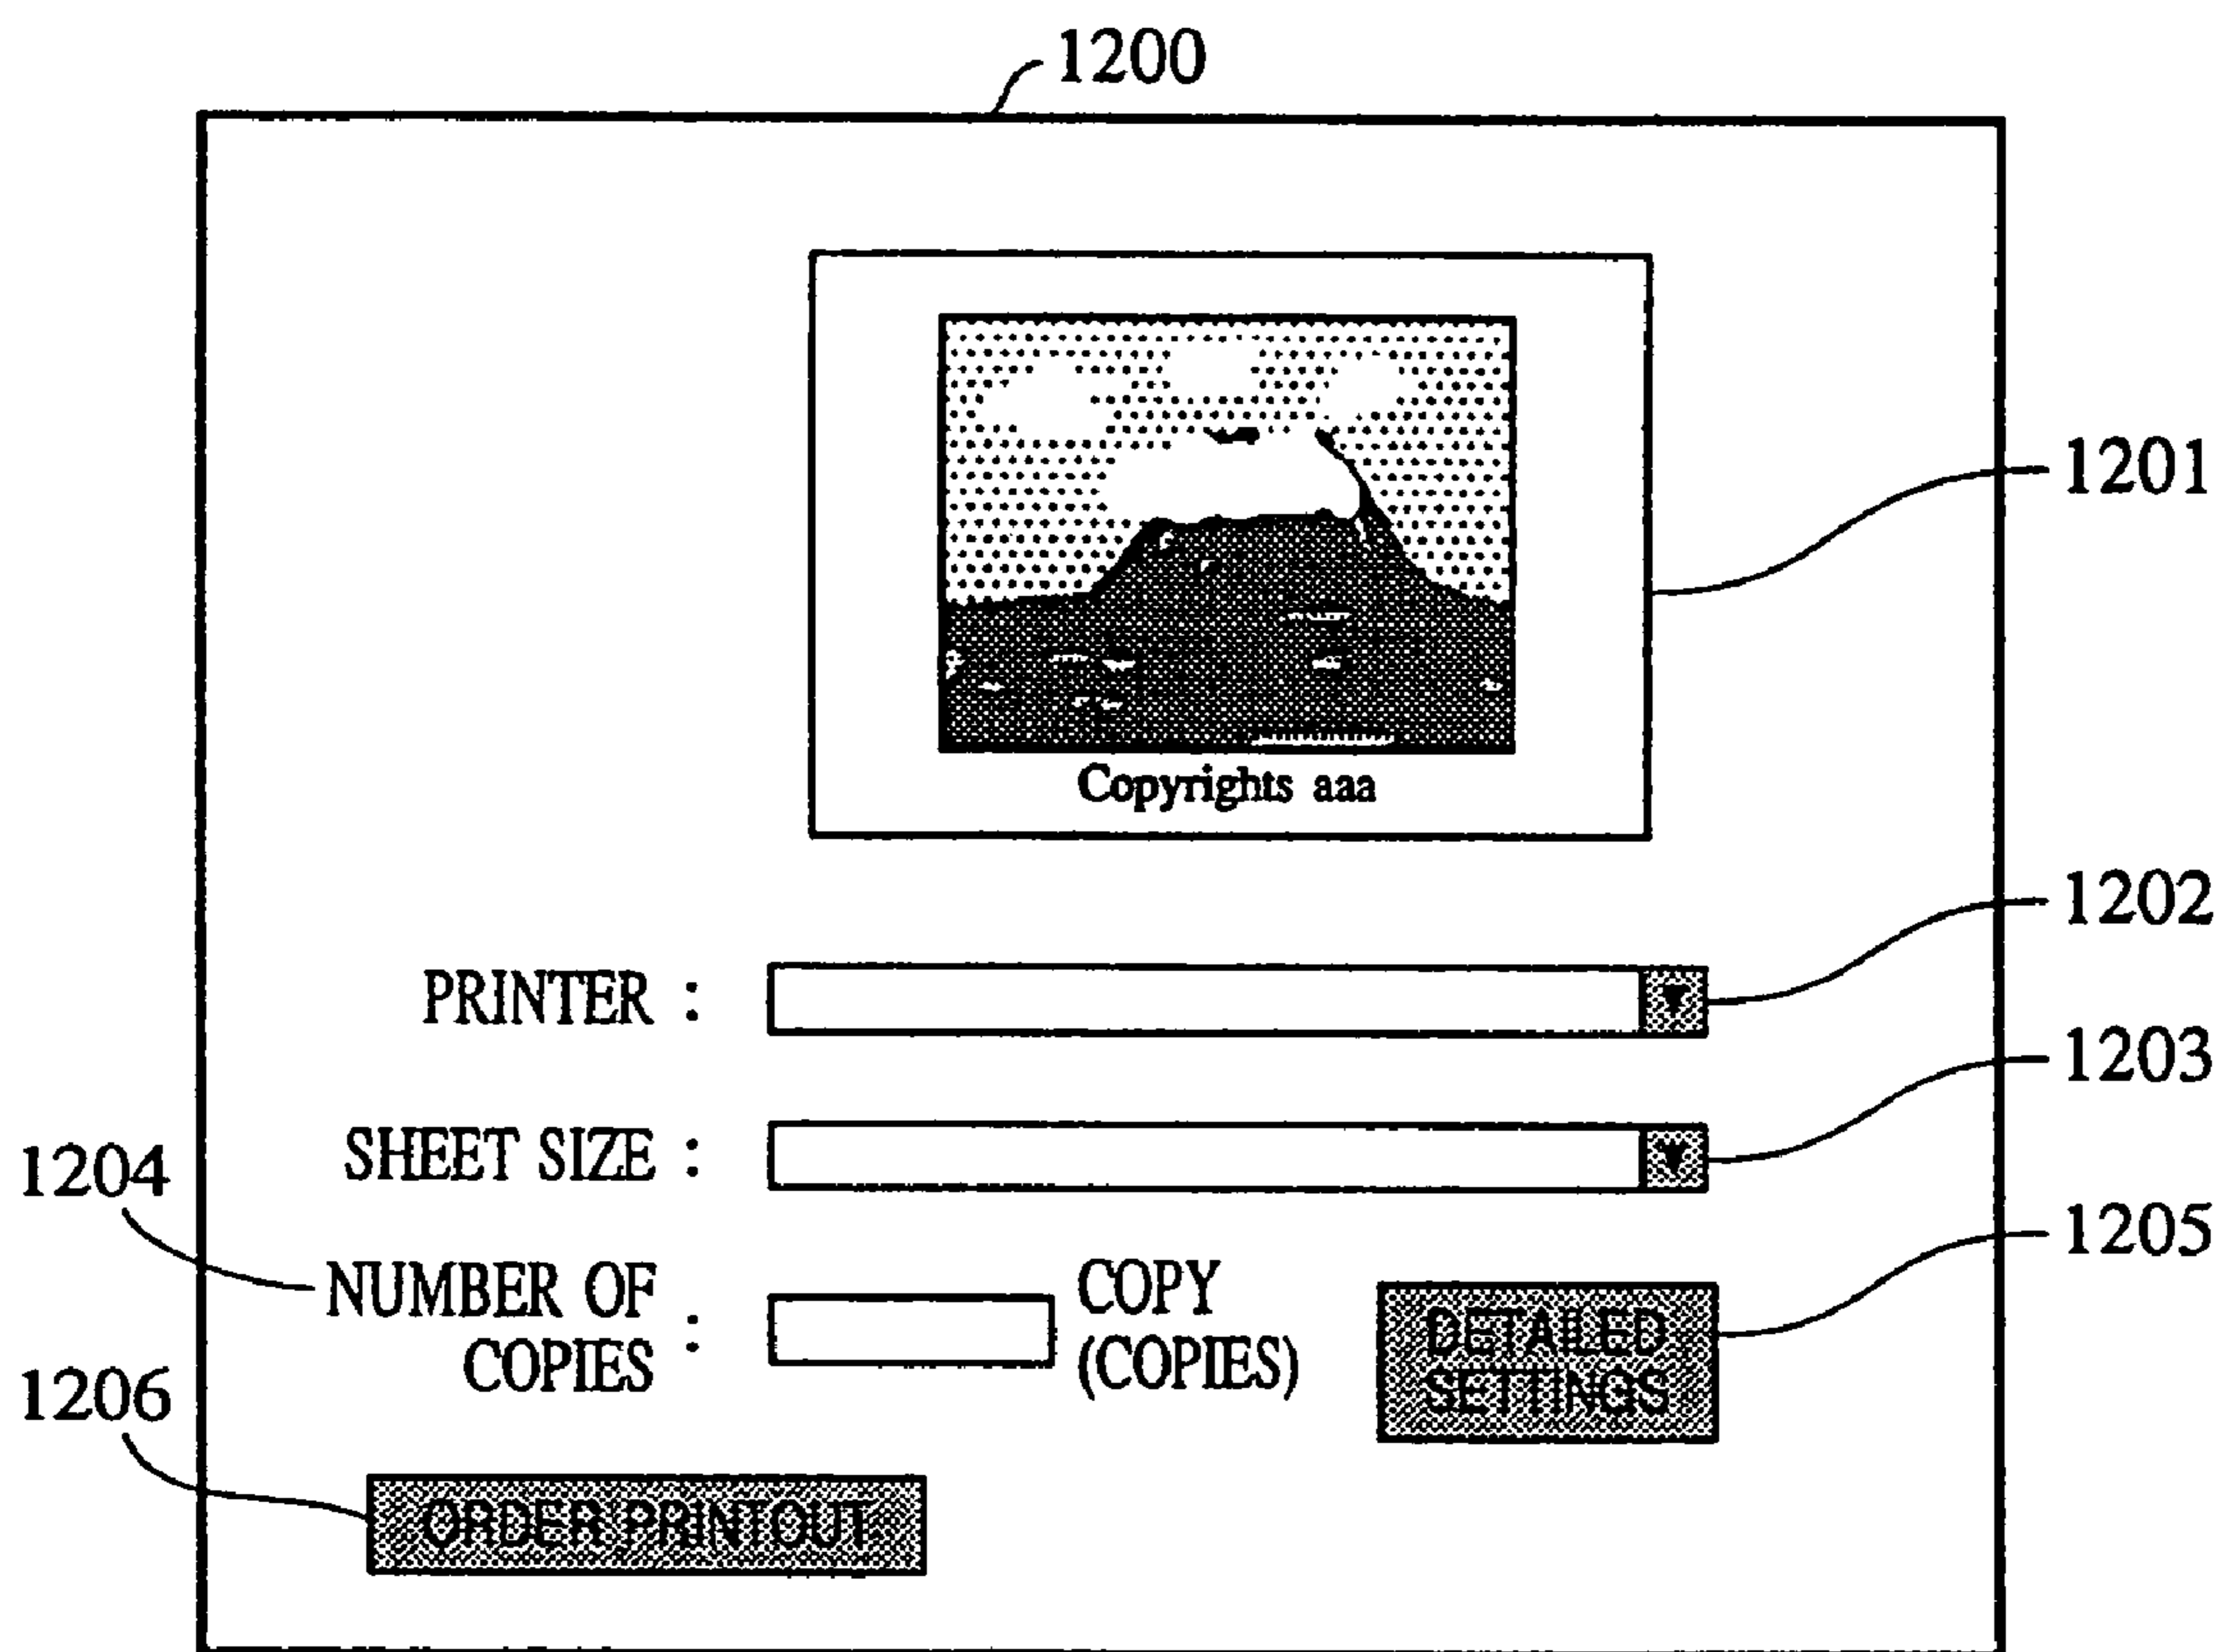 1200
1201
Copyrights aaa
1202
PRINTER :
1203
SHEET SIZE :
1204
1205
NUMBER OF
COPIES :
COPY
(COPIES)
DETAILED
SETTINGS
1206
ORDER PRINTOUT